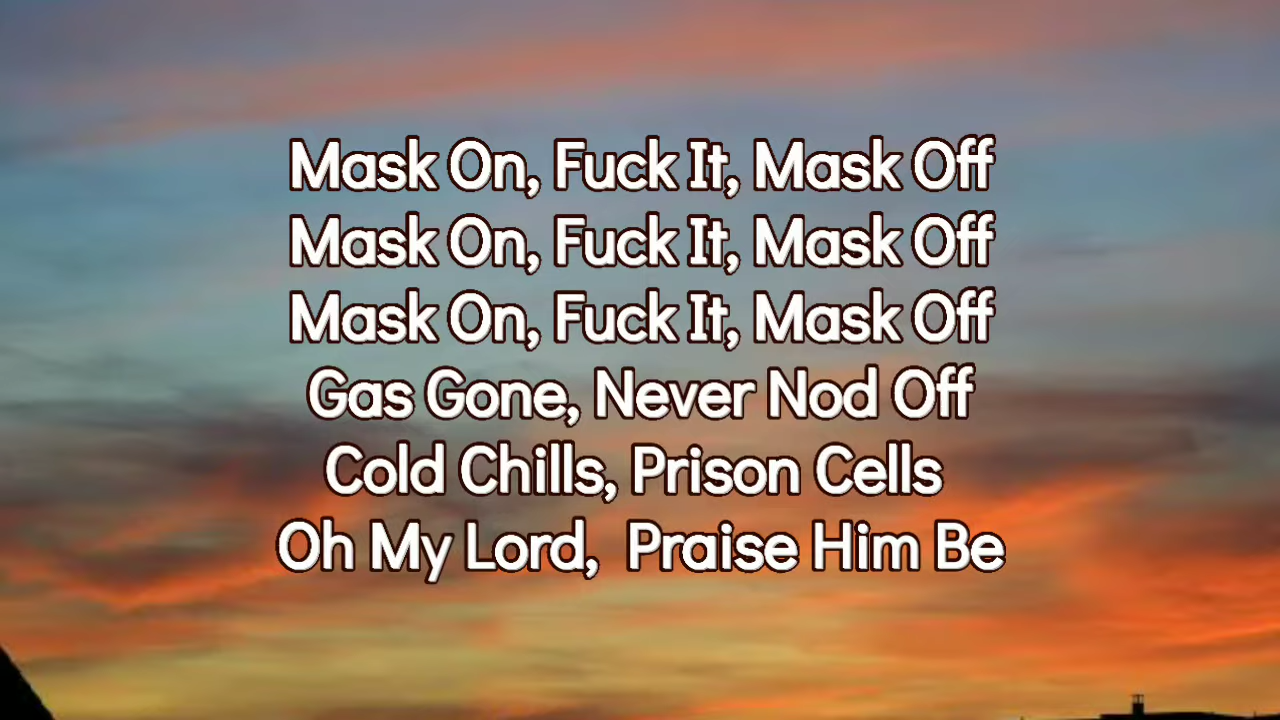 Mask On, Fuck It, Mask Off
Mask On, Fuck It, Mask Off
Mask On, Fuck It, Mask Off
Gas Gone, Never Nod Off
Cold Chills, Prison Cells
Oh My Lord,  Praise Him Be